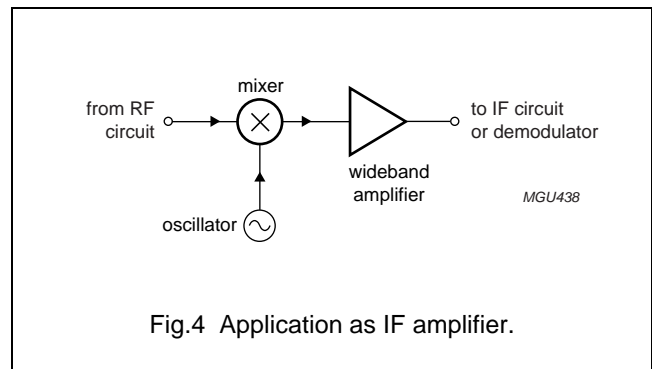 mixer
from RF
circuit
to IF circuit
or demodulator
wideband
amplifier
MGU438
oscillator
Fig.4 Application as IF amplifier.